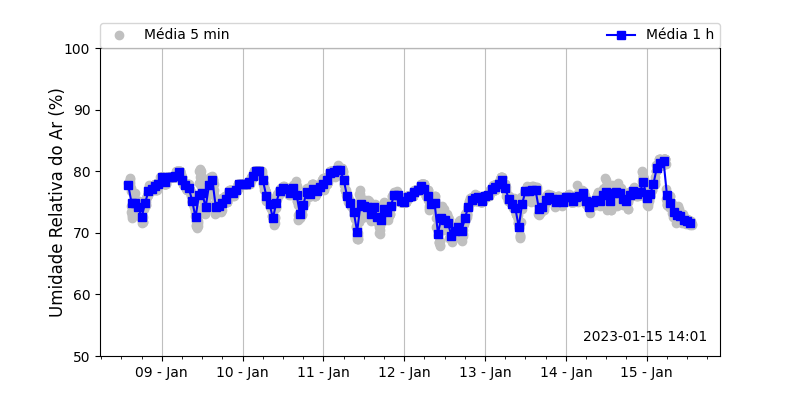 Média 5 min
Média 1 h
Umidade Relativa do Ar (%)
100
90
80
70
60
50
2023-01-15 14:01
09 - Jan
10 - Jan
11 - Jan
12 - Jan
13 - Jan
14 - Jan
15 - Jan